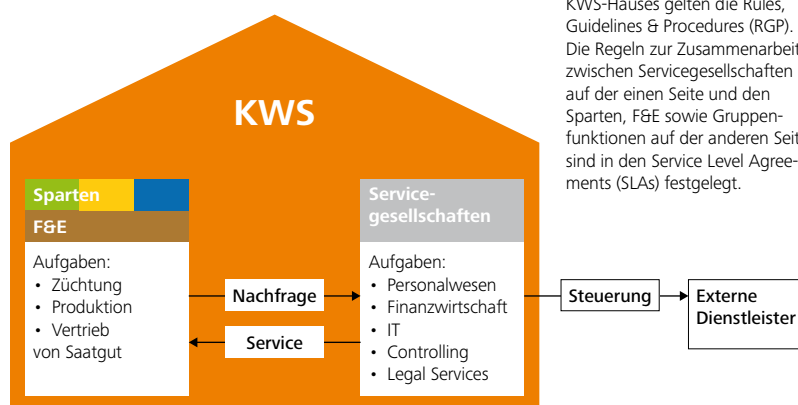 KWS-Hauses gelten die Rules,
Guidelines & Procedures (RGP).
Die Regeln zur Zusammenarbeit
zwischen Servicegesellschaften
auf der einen Seite und den
Sparten, F&E sowie Gruppen-
funktionen auf der anderen Seit
sind in den Service Level Agree-
ments (SLAs) festgelegt.
KWS
Sparten
F&E
Aufgaben:
• Züchtung
• Produktion
• Vertrieb
von Saatgut
Nachfrage
Service
Service-
gesellschaften
Aufgaben:
• Personalwesen
• Finanzwirtschaft
• IT
• Controlling
• Legal Services
Steuerung
Externe
Dienstleister